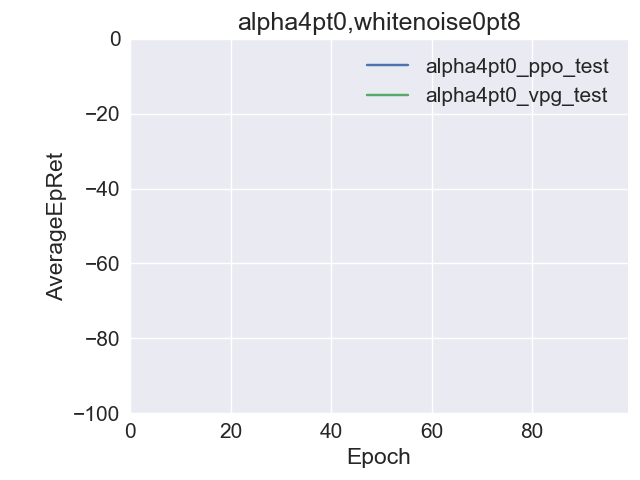 alpha4pt0,whitenoise0pt8
alpha4pt0_ppo_test
alpha4pt0_vpg_test
AverageEpRet
0
−20
−40
−60
−80
−100
0 20 40 60 80
Epoch